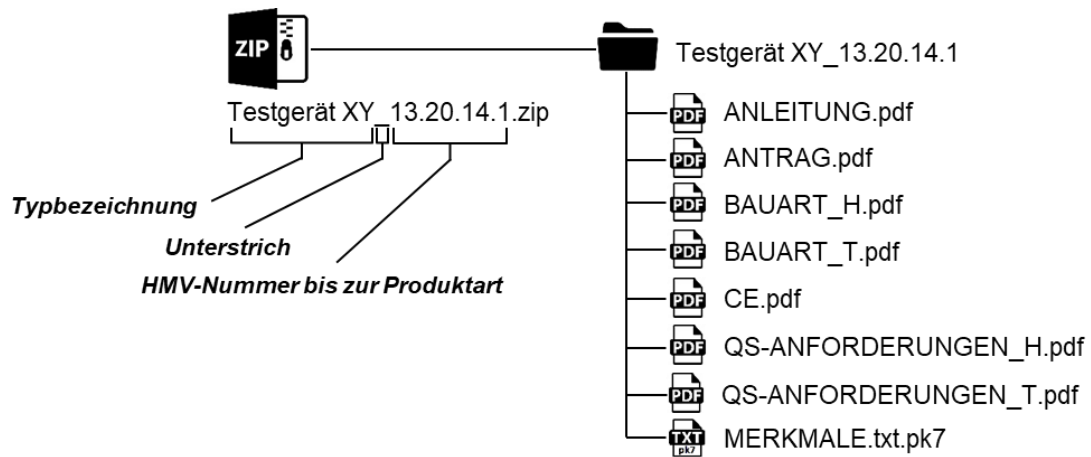 ZIP
Testgerät XY_13.20.14.1.zip
Typbezeichnung
Unterstrich
HMV-Nummer bis zur Produktart
Testgerät XY_13.20.14.1
PDF ANLEITUNG.pdf
PDF ANTRAG.pdf
PDF BAUART_H.pdf
PDF BAUART_T.pdf
PDF CE.pdf
PDF QS-ANFORDERUNGEN_H.pdf
PDF QS-ANFORDERUNGEN_T.pdf
TXT MERKMALE.txt.pk7
pk7